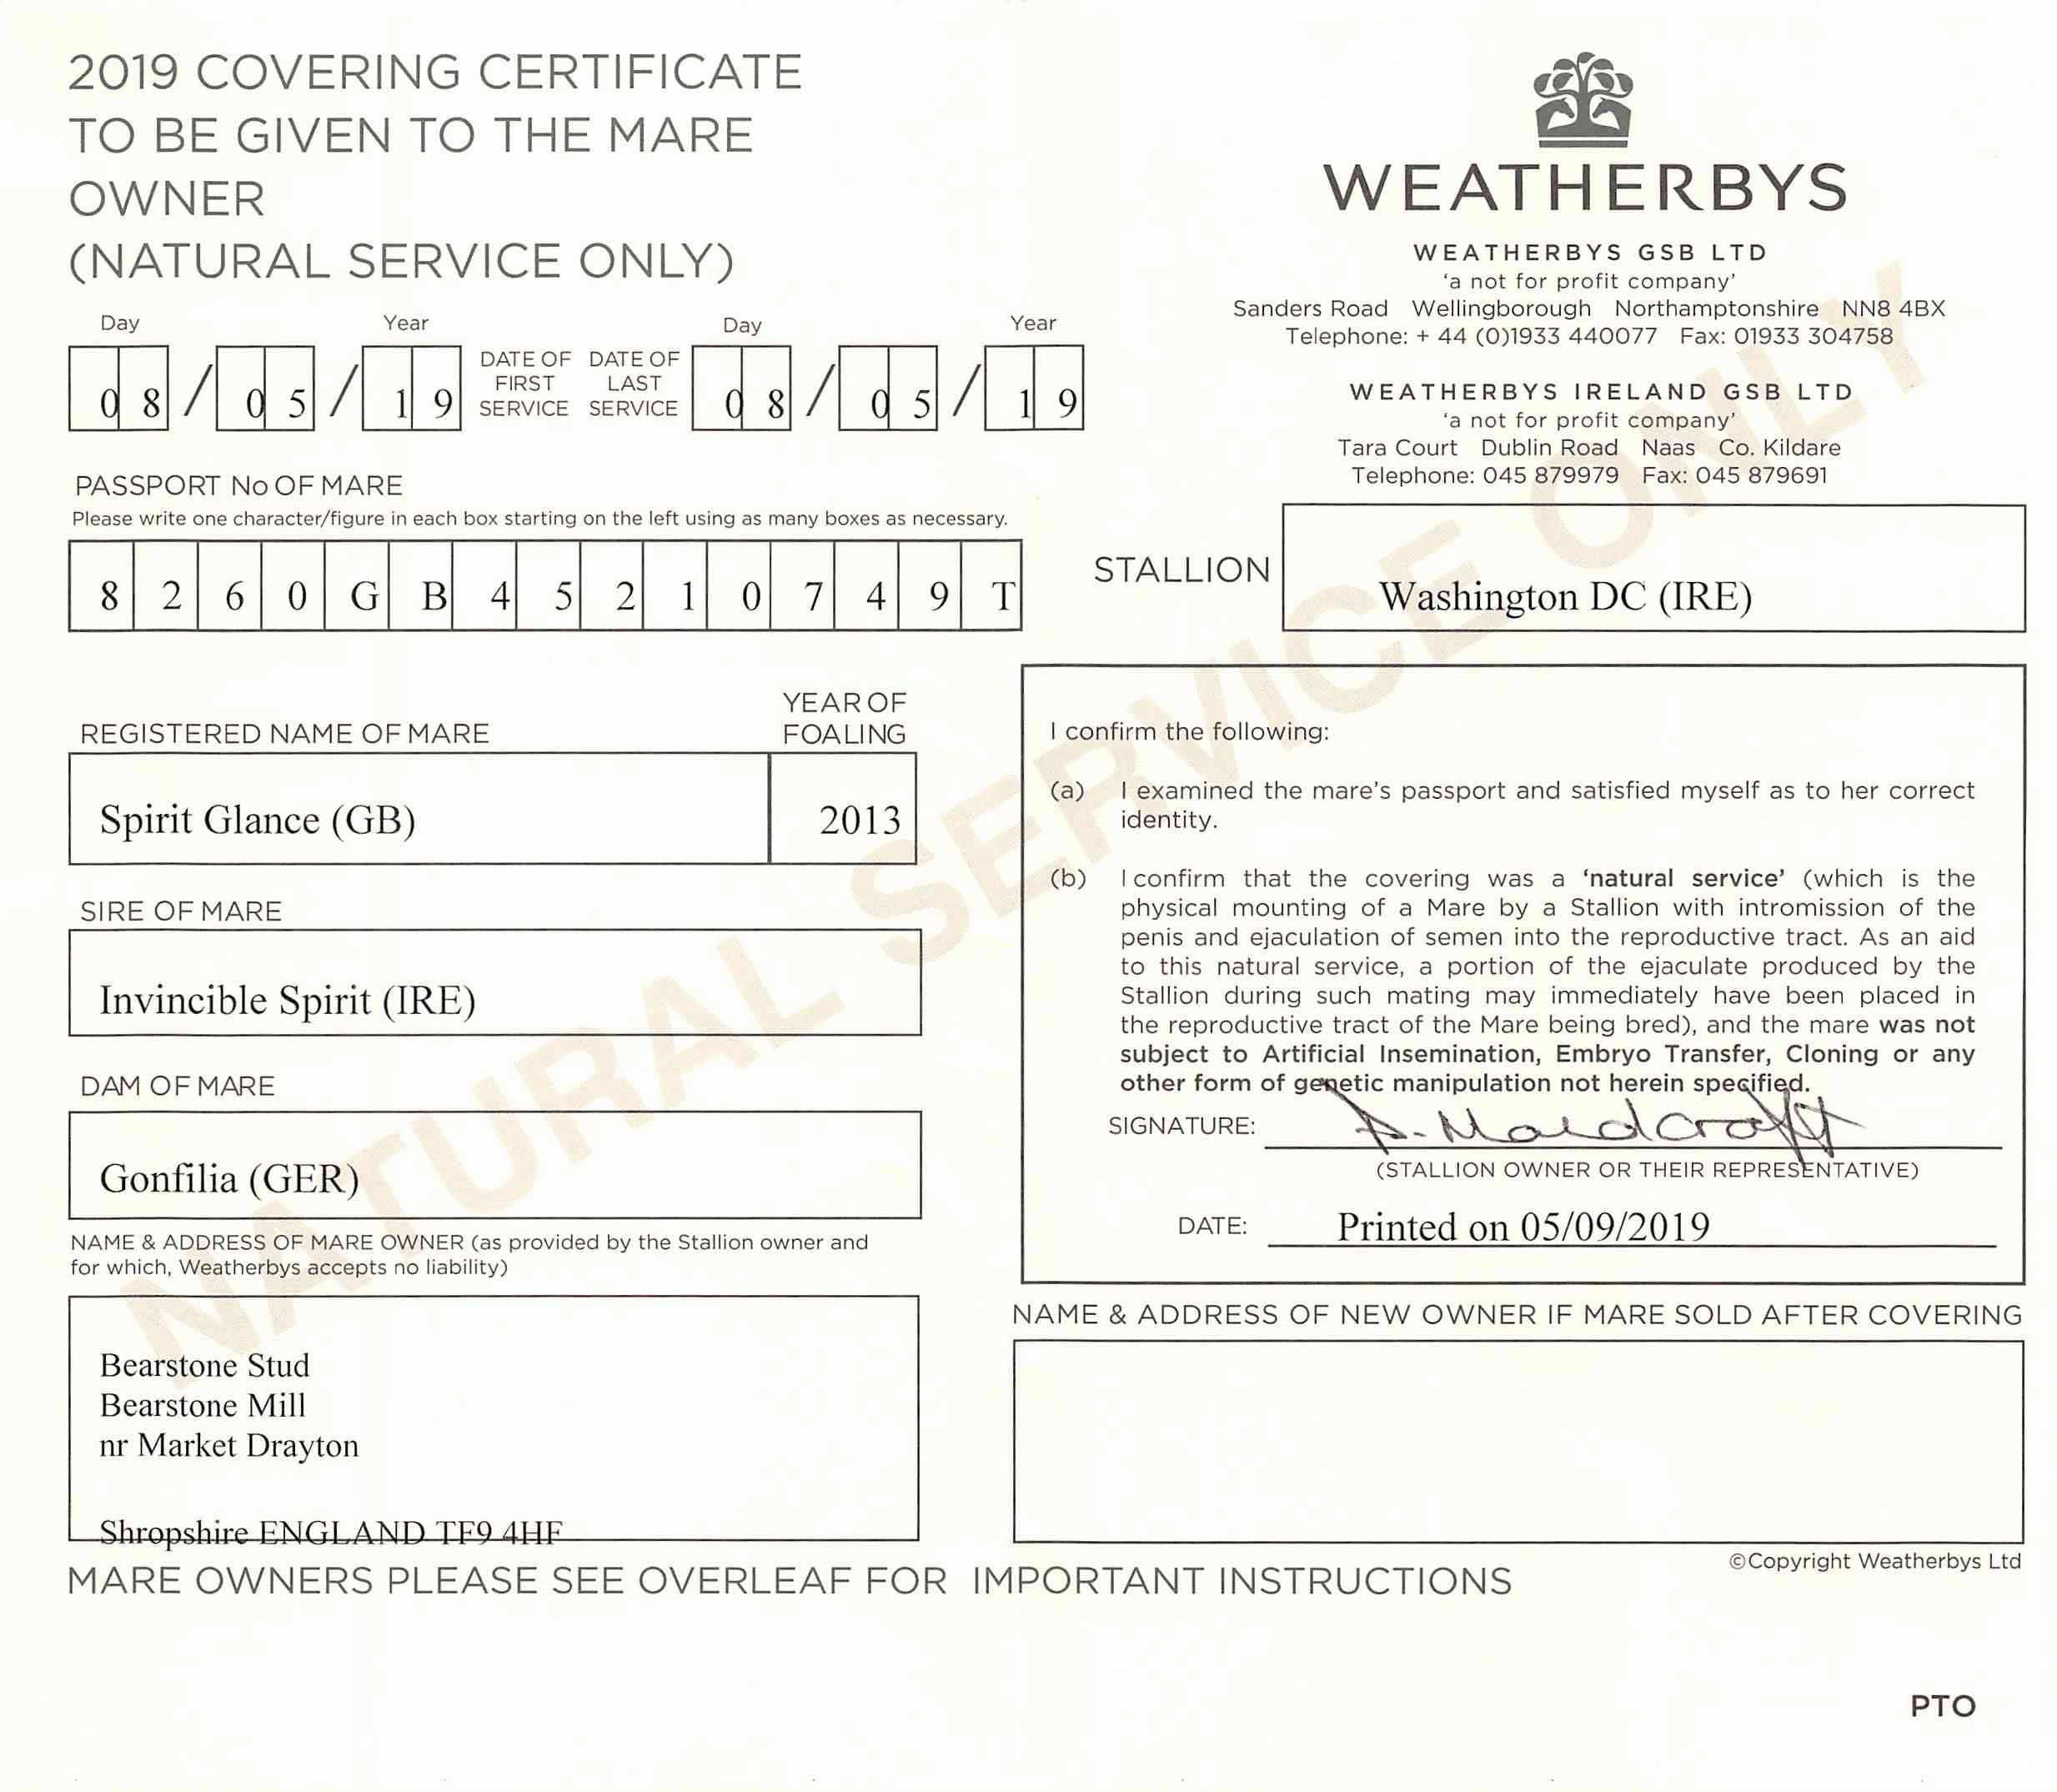 2019 COVERING CERTIFICATE
TO BE GIVEN TO THE MARE
OWNER
(NATURAL SERVICE ONLY)
Day Year Day Year
08/05/19 DATE OF FIRST SERVICE DATE OF LAST SERVICE 08/05/19
PASSPORT No OF MARE
Please write one character/figure in each box starting on the left using as many boxes as necessary.
8260GB45210749T
REGISTERED NAME OF MARE YEAR OF FOALING
Spirit Glance (GB) 2013
SIRE OF MARE
Invincible Spirit (IRE)
DAM OF MARE
Gonfilia (GER)
NAME & ADDRESS OF MARE OWNER (as provided by the Stallion owner and
for which, Weatherbys accepts no liability)
Bearstone Stud
Bearstone Mill
nr Market Drayton
Shropshire ENGLAND TF9 4HF
WEATHERBYS
WEATHERBYS GSB LTD
'a not for profit company'
Sanders Road Wellingborough Northamptonshire NN8 4BX
Telephone: + 44 (0)1933 440077 Fax: 01933 304758
WEATHERBYS IRELAND GSB LTD
'a not for profit company'
Tara Court Dublin Road Naas Co. Kildare
Telephone: 045 879979 Fax: 045 879691
STALLION Washington DC (IRE)
I confirm the following:
(a) I examined the mare's passport and satisfied myself as to her correct
identity.
(b) I confirm that the covering was a 'natural service' (which is the
physical mounting of a Mare by a Stallion with intromission of the
penis and ejaculation of semen into the reproductive tract. As an aid
to this natural service, a portion of the ejaculate produced by the
Stallion during such mating may immediately have been placed in
the reproductive tract of the Mare being bred), and the mare was not
subject to Artificial Insemination, Embryo Transfer, Cloning or any
other form of genetic manipulation not herein specified.
SIGNATURE:
(STALLION OWNER OR THEIR REPRESENTATIVE)
DATE: Printed on 05/09/2019
NAME & ADDRESS OF NEW OWNER IF MARE SOLD AFTER COVERING
©Copyright Weatherbys Ltd
MARE OWNERS PLEASE SEE OVERLEAF FOR IMPORTANT INSTRUCTIONS
PTO
NATURAL SERVICE ONLY